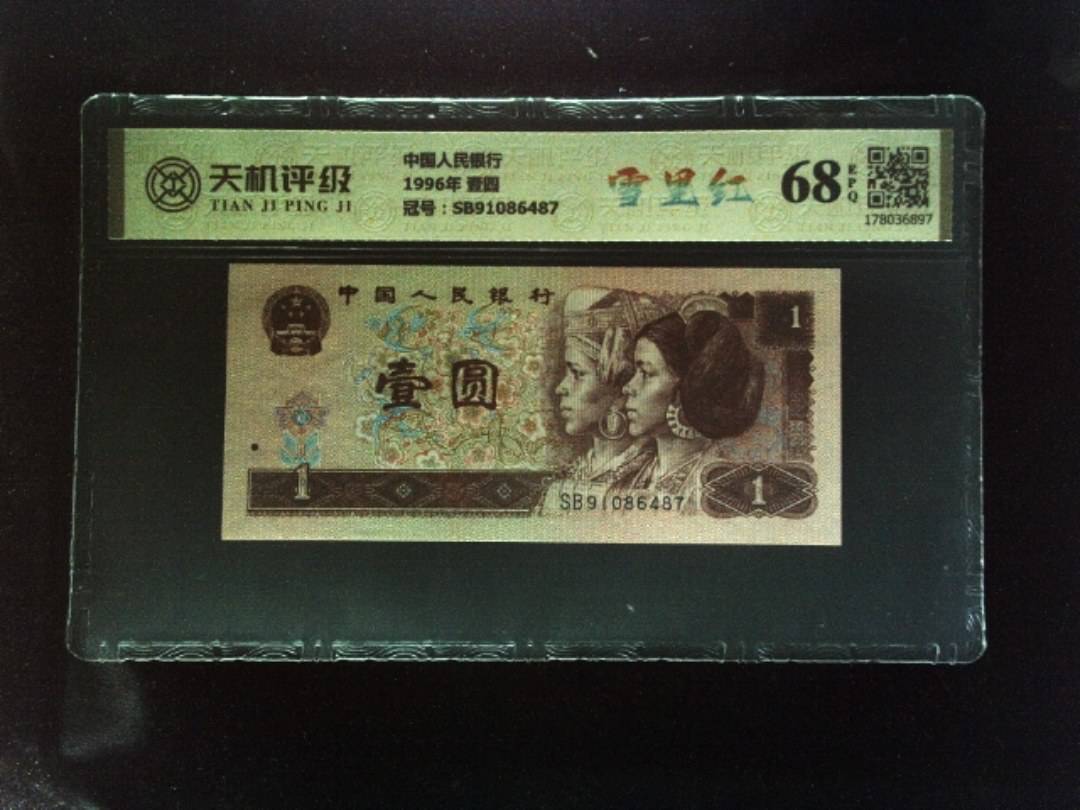 天机评级
TIAN JI PING JI
中国人民银行
1996年 壹四
冠号：SB91086487
雪里红
68
EPQ
178036897
中国人民银行
1
壹圆
1
SB91086487
1